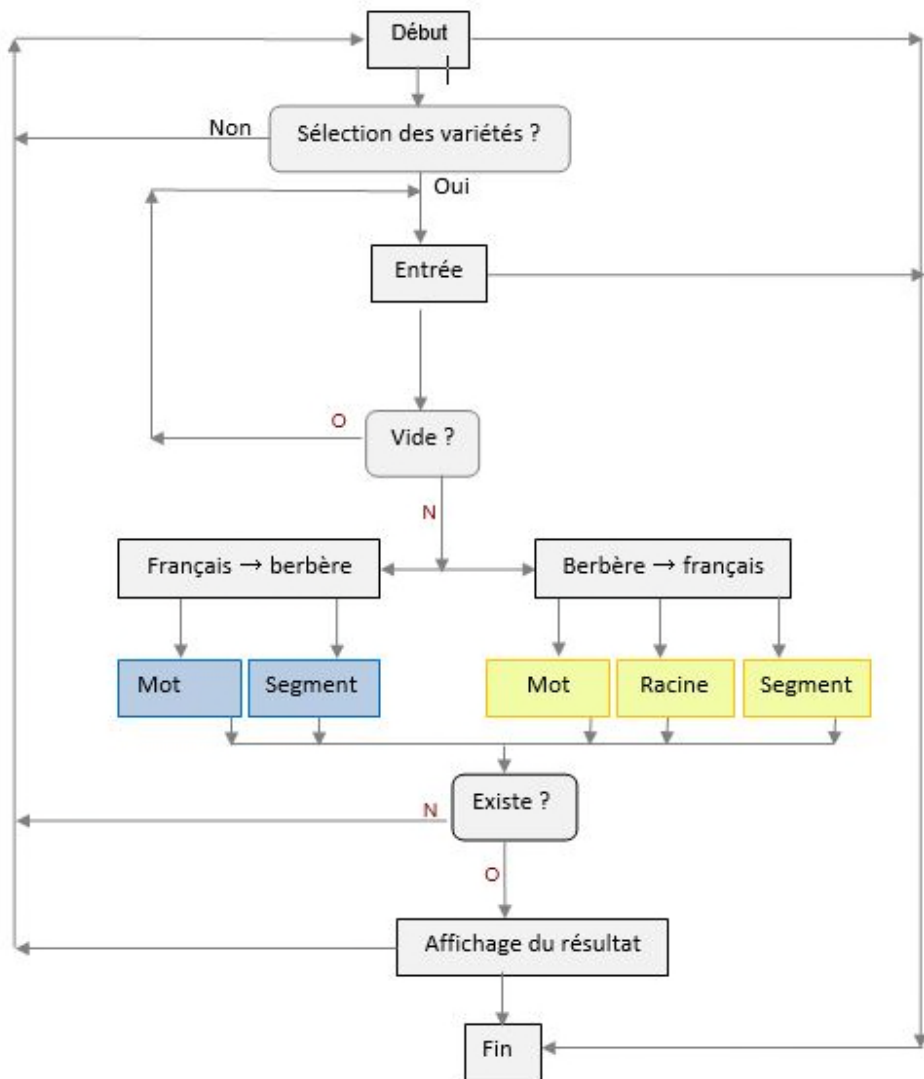 Début
Non
Sélection des variétés ?
Oui
Entrée
O
Vide ?
N
Français → berbère
Berbère → français
Mot
Segment
Mot
Racine
Segment
Existe ?
N
O
Affichage du résultat
Fin